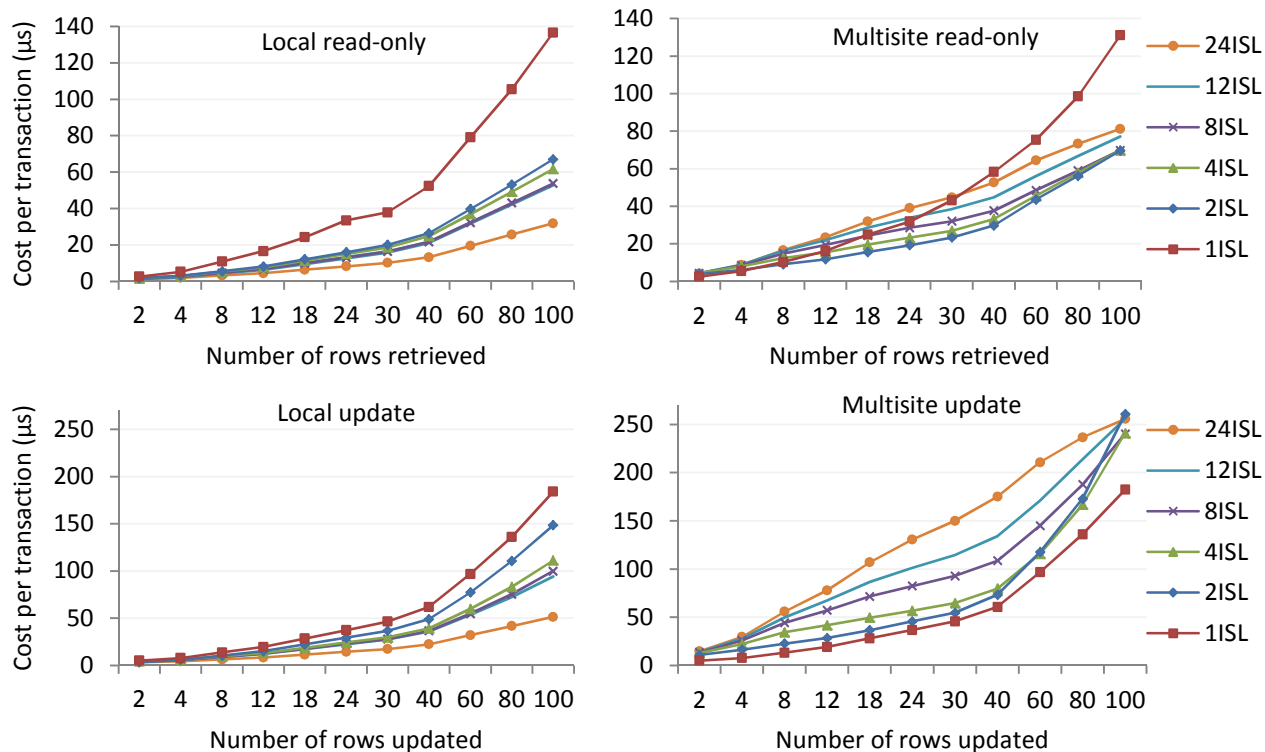 Local read-only
Cost per transaction (µs)
140
120
100
80
60
40
20
0
2 4 8 12 18 24 30 40 60 80 100
Number of rows retrieved
Multisite read-only
140
120
100
80
60
40
20
0
2 4 8 12 18 24 30 40 60 80 100
Number of rows retrieved
24ISL
12ISL
8ISL
4ISL
2ISL
1ISL
Local update
Cost per transaction (µs)
250
200
150
100
50
0
2 4 8 12 18 24 30 40 60 80 100
Number of rows updated
Multisite update
250
200
150
100
50
0
2 4 8 12 18 24 30 40 60 80 100
Number of rows updated
24ISL
12ISL
8ISL
4ISL
2ISL
1ISL